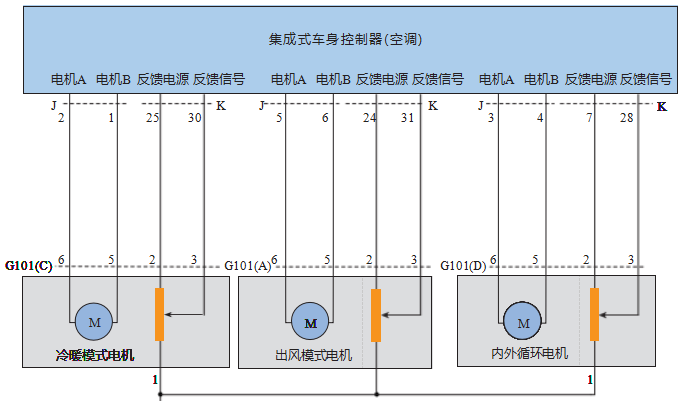 集成式车身控制器(空调)
电机A 电机B 反馈电源 反馈信号 电机A 电机B 反馈电源 反馈信号 电机A 电机B 反馈电源 反馈信号
J K J K J K
2 1 25 30 5 6 24 31 3 4 7 28
6 5 2 3 6 5 2 3 6 5 2 3
G101(C) G101(A) G101(D)
M M M
冷暖模式电机 出风模式电机 内外循环电机
1 1